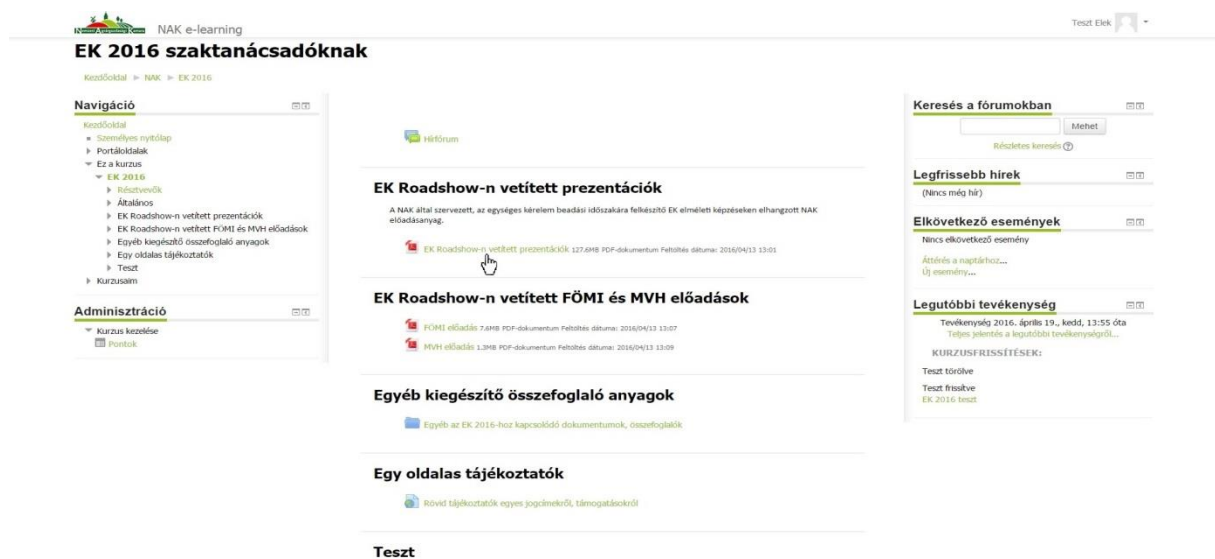 NAK e-learning
Teszt Elek
EK 2016 szaktanácsadóknak
Kezdőoldal ► NAK ► EK 2016
Navigáció
Kezdőoldal
Személyes nyitólap
Portáloldalak
Ez a kurzus
EK 2016
Résztvevők
Általános
EK Roadshow-n vetített prezentációk
EK Roadshow-n vetített FÖMI és MVH előadások
Egyéb kiegészítő összefoglaló anyagok
Egy oldalas tájékoztatók
Teszt
Kurzusaim
Adminisztráció
Kurzus kezelése
Pontok
Hírfórum
EK Roadshow-n vetített prezentációk
A NAK által szervezett, az egységes kérelem beadási időszakára felkészítő EK elméleti képzéseken elhangzott NAK
előadásanyag.
EK Roadshow-n vetített prezentációk 127.6MB PDF-dokumentum Feltöltés dátuma: 2016/04/13 13:01
EK Roadshow-n vetített FÖMI és MVH előadások
FÖMI előadás 7.6MB PDF-dokumentum Feltöltés dátuma: 2016/04/13 13:07
MVH előadás 1.3MB PDF-dokumentum Feltöltés dátuma: 2016/04/13 13:09
Egyéb kiegészítő összefoglaló anyagok
Egyéb az EK 2016-hoz kapcsolódó dokumentumok, összefoglalók
Egy oldalas tájékoztatók
Rövid tájékoztatók egyes jogcímekről, támogatásokról
Teszt
Keresés a fórumokban
Mehet
Részletes keresés
Legfrissebb hírek
(Nincs még hír)
Elkövetkező események
Nincs elkövetkező esemény
Áttérés a naptárhoz...
Új esemény...
Legutóbbi tevékenység
Tevékenység 2016. április 19., kedd, 13:55 óta
Teljes jelentés a legutóbbi tevékenységről...
KURZUSFRISSÍTÉSEK:
Teszt törölve
Teszt frissítve
EK 2016 teszt